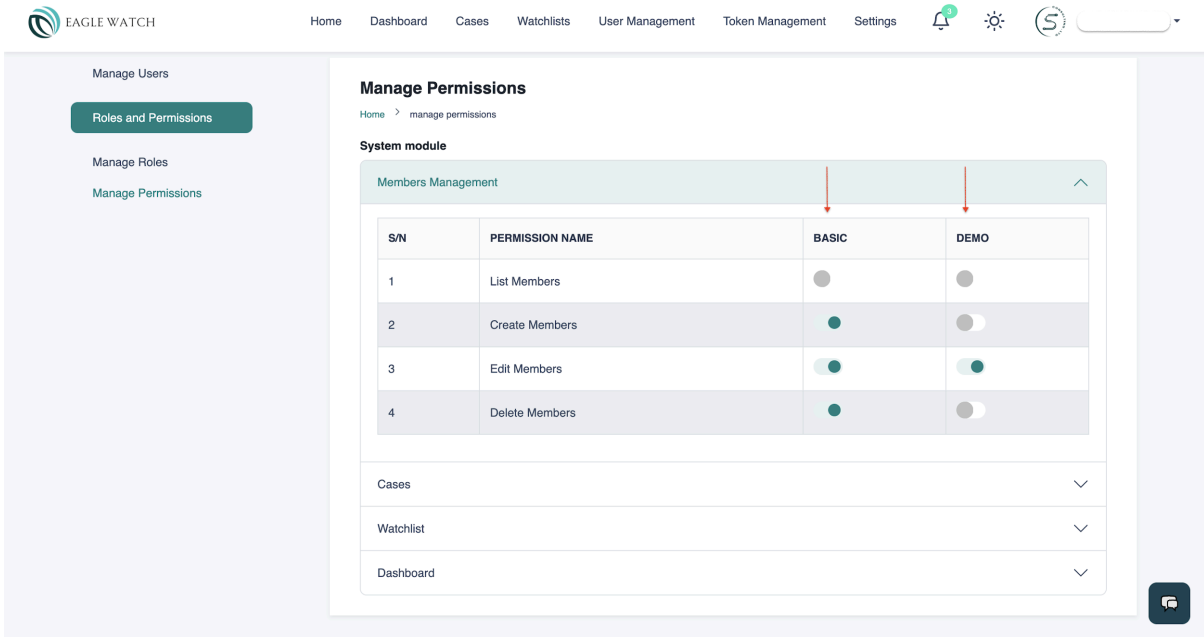 EAGLE WATCH
Home Dashboard Cases Watchlists User Management Token Management Settings 3
Manage Users
Roles and Permissions
Manage Roles
Manage Permissions
Manage Permissions
Home > manage permissions
System module
Members Management
S/N PERMISSION NAME BASIC DEMO
1 List Members
2 Create Members
3 Edit Members
4 Delete Members
Cases
Watchlist
Dashboard